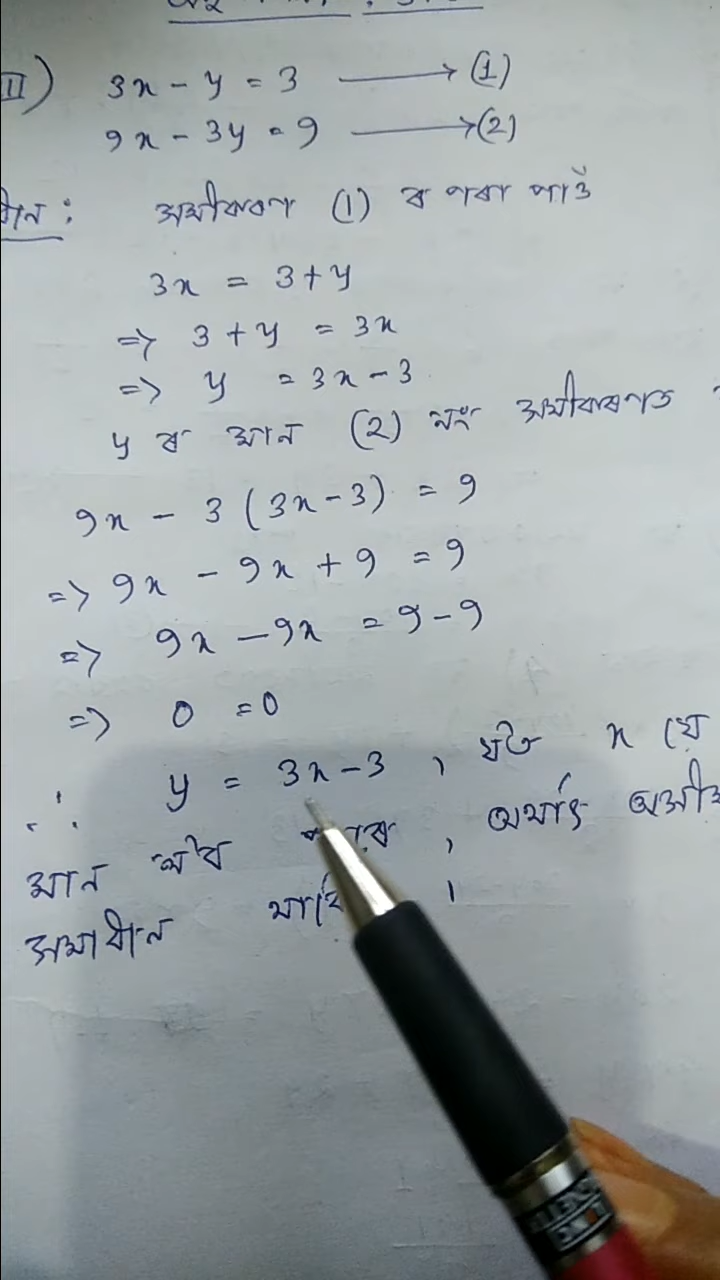 II) 3x - y = 3 ⟶ (1)
9x - 3y = 9 ⟶ (2)
সমীকৰণ (1) ৰ পৰা পাওঁ
3x = 3 + y
=> 3 + y = 3x
=> y = 3x - 3
y ৰ মান (2) নং সমীকৰণত
9x - 3 (3x - 3) = 9
=> 9x - 9x + 9 = 9
=> 9x - 9x = 9 - 9
=> 0 = 0
∴ y = 3x - 3 , য'ত x যে
মান লব , অৰ্থাৎ অসীম
সমাধান ।